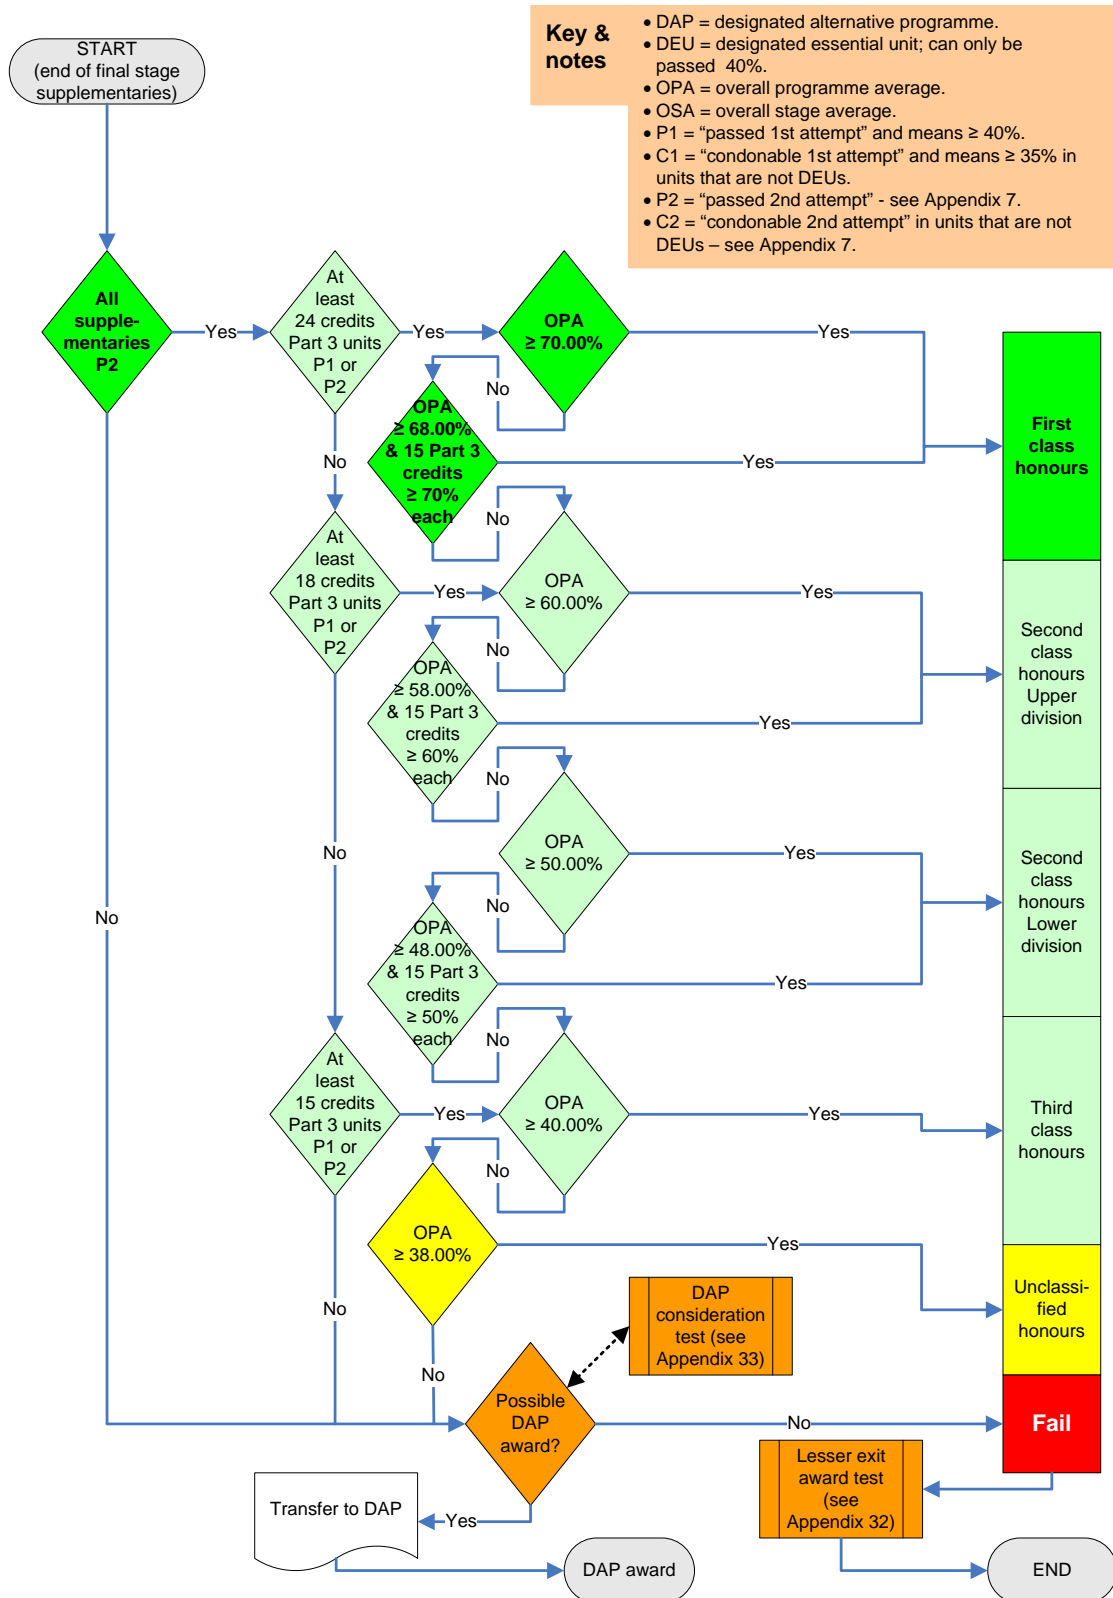 START
(end of final stage
supplementaries)
Key &
notes
• DAP = designated alternative programme.
• DEU = designated essential unit; can only be
passed  40%.
• OPA = overall programme average.
• OSA = overall stage average.
• P1 = “passed 1st attempt” and means ≥ 40%.
• C1 = “condonable 1st attempt” and means ≥ 35% in
units that are not DEUs.
• P2 = “passed 2nd attempt” - see Appendix 7.
• C2 = “condonable 2nd attempt” in units that are not
DEUs – see Appendix 7.
All
supple-
mentaries
P2
Yes
At
least
24 credits
Part 3 units
P1 or
P2
Yes
OPA
≥ 70.00%
Yes
No
OPA
≥ 68.00%
& 15 Part 3
credits
≥ 70%
each
Yes
First
class
honours
No
No
At
least
18 credits
Part 3 units
P1 or
P2
Yes
OPA
≥ 60.00%
Yes
No
OPA
≥ 58.00%
& 15 Part 3
credits
≥ 60%
each
Yes
Second
class
honours
Upper
division
No
OPA
≥ 50.00%
Yes
No
No
No
OPA
≥ 48.00%
& 15 Part 3
credits
≥ 50%
each
Yes
Second
class
honours
Lower
division
No
At
least
15 credits
Part 3 units
P1 or
P2
Yes
OPA
≥ 40.00%
Yes
Third
class
honours
No
OPA
≥ 38.00%
Yes
Unclassi-
fied
honours
No
No
DAP
consideration
test (see
Appendix 33)
Possible
DAP
award?
No
Fail
Lesser exit
award test
(see
Appendix 32)
Yes
Transfer to DAP
DAP award
END